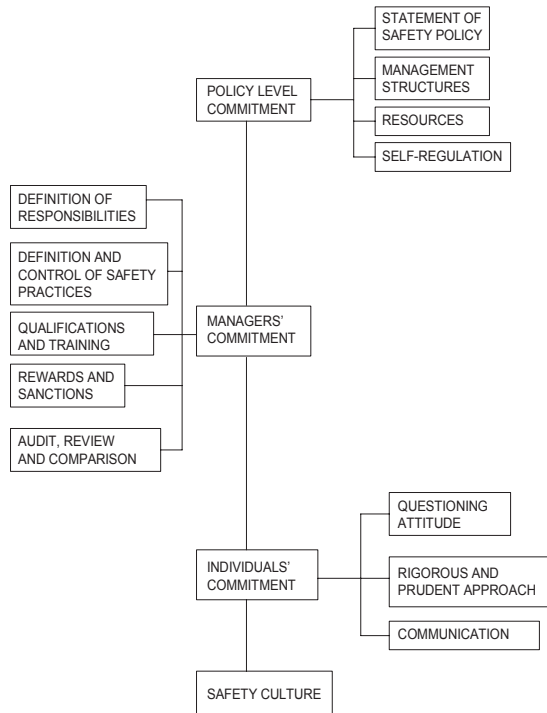 STATEMENT OF
SAFETY POLICY
MANAGEMENT
STRUCTURES
RESOURCES
SELF-REGULATION
POLICY LEVEL
COMMITMENT
DEFINITION OF
RESPONSIBILITIES
DEFINITION AND
CONTROL OF SAFETY
PRACTICES
QUALIFICATIONS
AND TRAINING
REWARDS AND
SANCTIONS
AUDIT, REVIEW
AND COMPARISON
MANAGERS’
COMMITMENT
QUESTIONING
ATTITUDE
RIGOROUS AND
PRUDENT APPROACH
COMMUNICATION
INDIVIDUALS’
COMMITMENT
SAFETY CULTURE